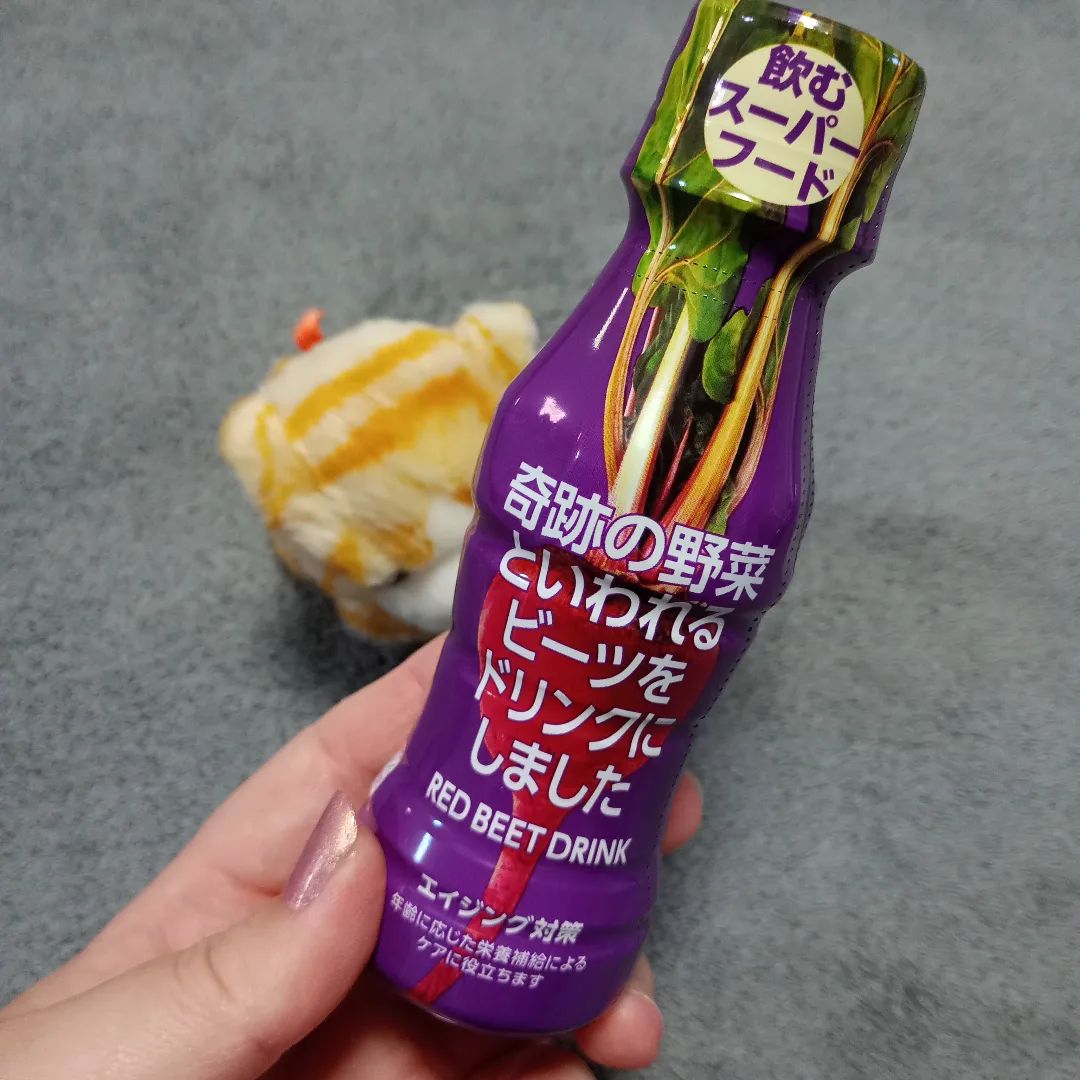 飲む
スーパー
フード
奇跡の野菜
といわれる
ビーツを
ドリンクに
しました
RED BEET DRINK
エイジング対策
年齢に応じた栄養補給による
ケアに役立ちます